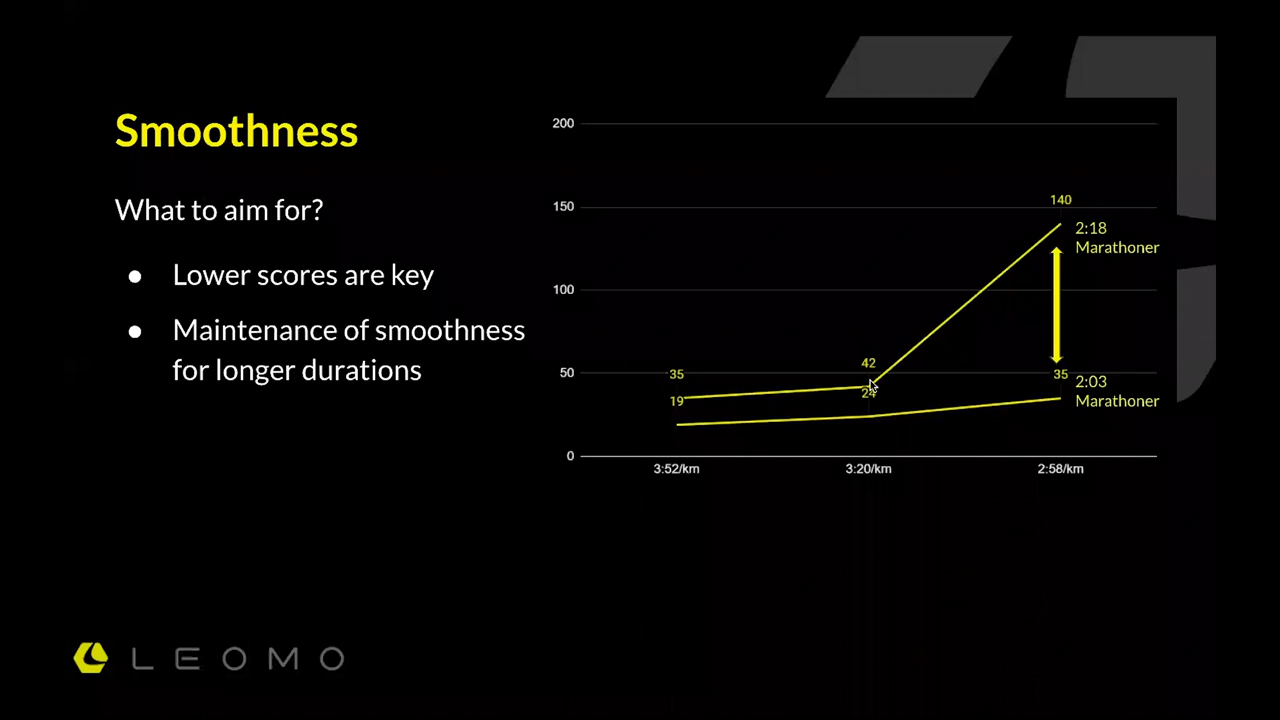 Smoothness
What to aim for?
● Lower scores are key
● Maintenance of smoothness
for longer durations
200
150
100
50
0
140
2:18
Marathoner
42
35
35
2:03
Marathoner
19
24
3:52/km
3:20/km
2:58/km
LEOMO